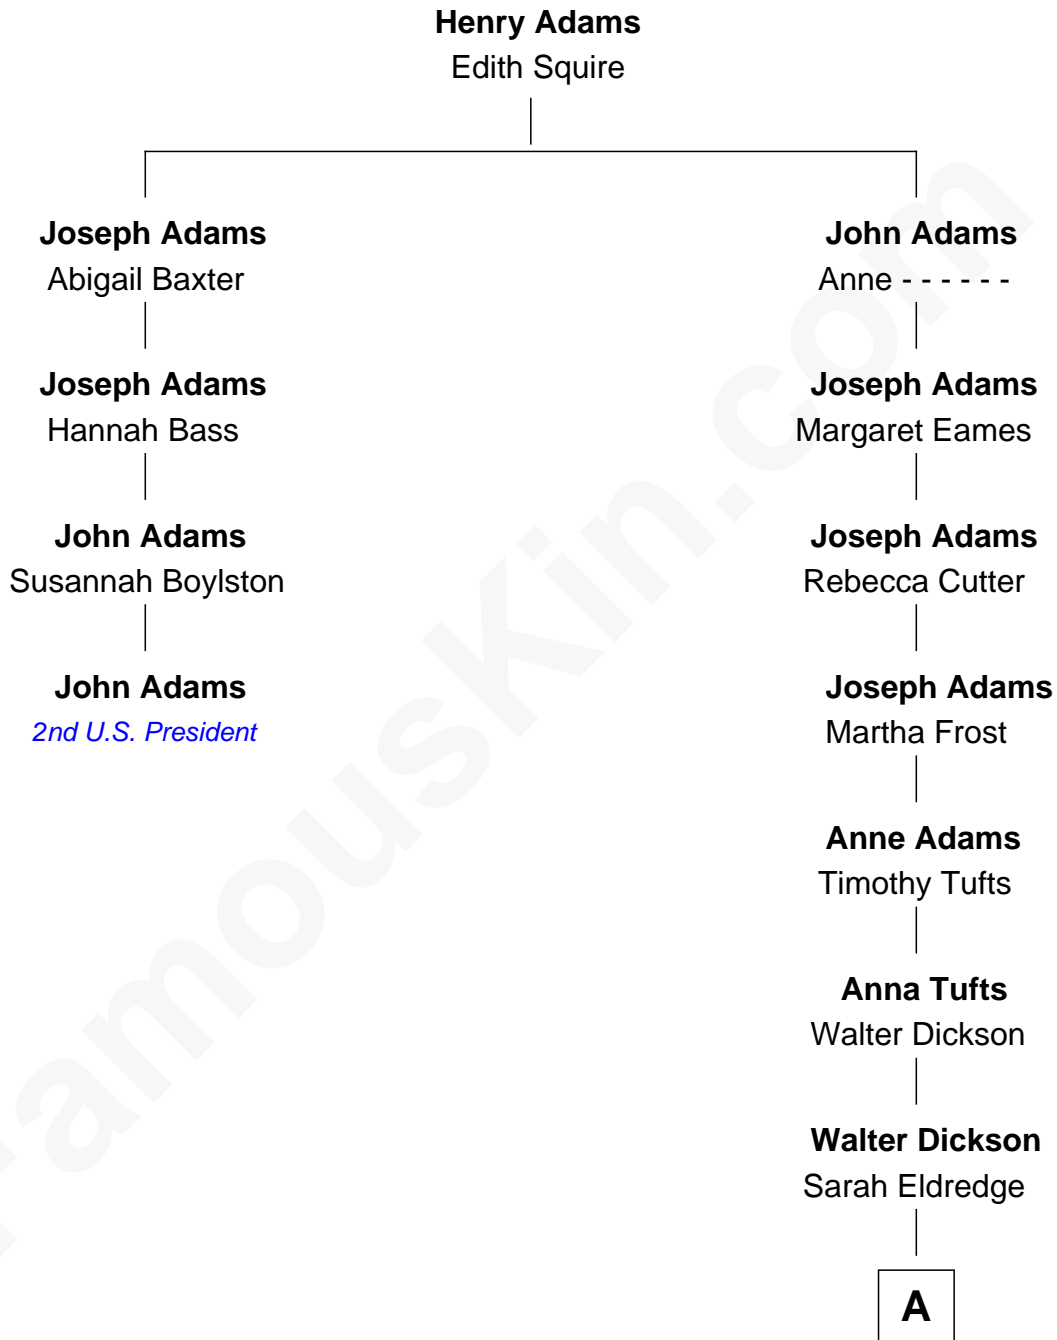 Henry Adams
Edith Squire
Joseph Adams
Abigail Baxter
Joseph Adams
Hannah Bass
John Adams
Susannah Boylston
John Adams
2nd U.S. President
John Adams
Anne - - - - - -
Joseph Adams
Margaret Eames
Joseph Adams
Rebecca Cutter
Joseph Adams
Martha Frost
Anne Adams
Timothy Tufts
Anna Tufts
Walter Dickson
Walter Dickson
Sarah Eldredge
A
FamousKin.com